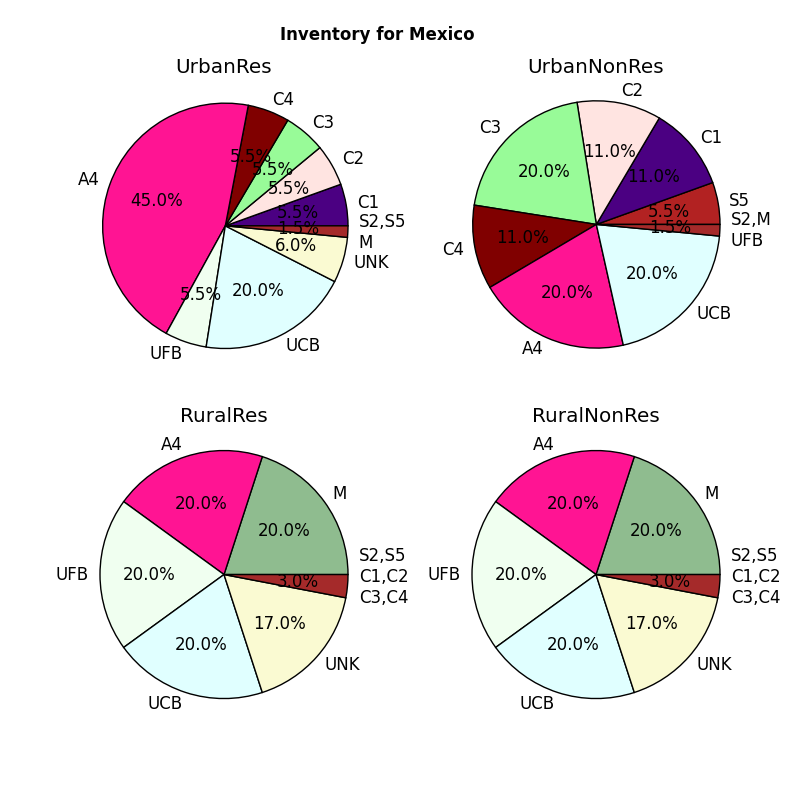 Inventory for Mexico
UrbanRes
C4
C3
C2
C1
S2,S5
M
UNK
UCB
UFB
A4
5.5%
5.5%
5.5%
5.5%
1.5%
6.0%
20.0%
5.5%
45.0%
UrbanNonRes
C2
C1
S5
S2,M
UFB
UCB
A4
C4
C3
11.0%
11.0%
5.5%
1.5%
20.0%
20.0%
11.0%
20.0%
RuralRes
A4
M
S2,S5
C1,C2
C3,C4
UNK
UCB
UFB
20.0%
20.0%
3.0%
17.0%
20.0%
20.0%
RuralNonRes
A4
M
S2,S5
C1,C2
C3,C4
UNK
UCB
UFB
20.0%
20.0%
3.0%
17.0%
20.0%
20.0%